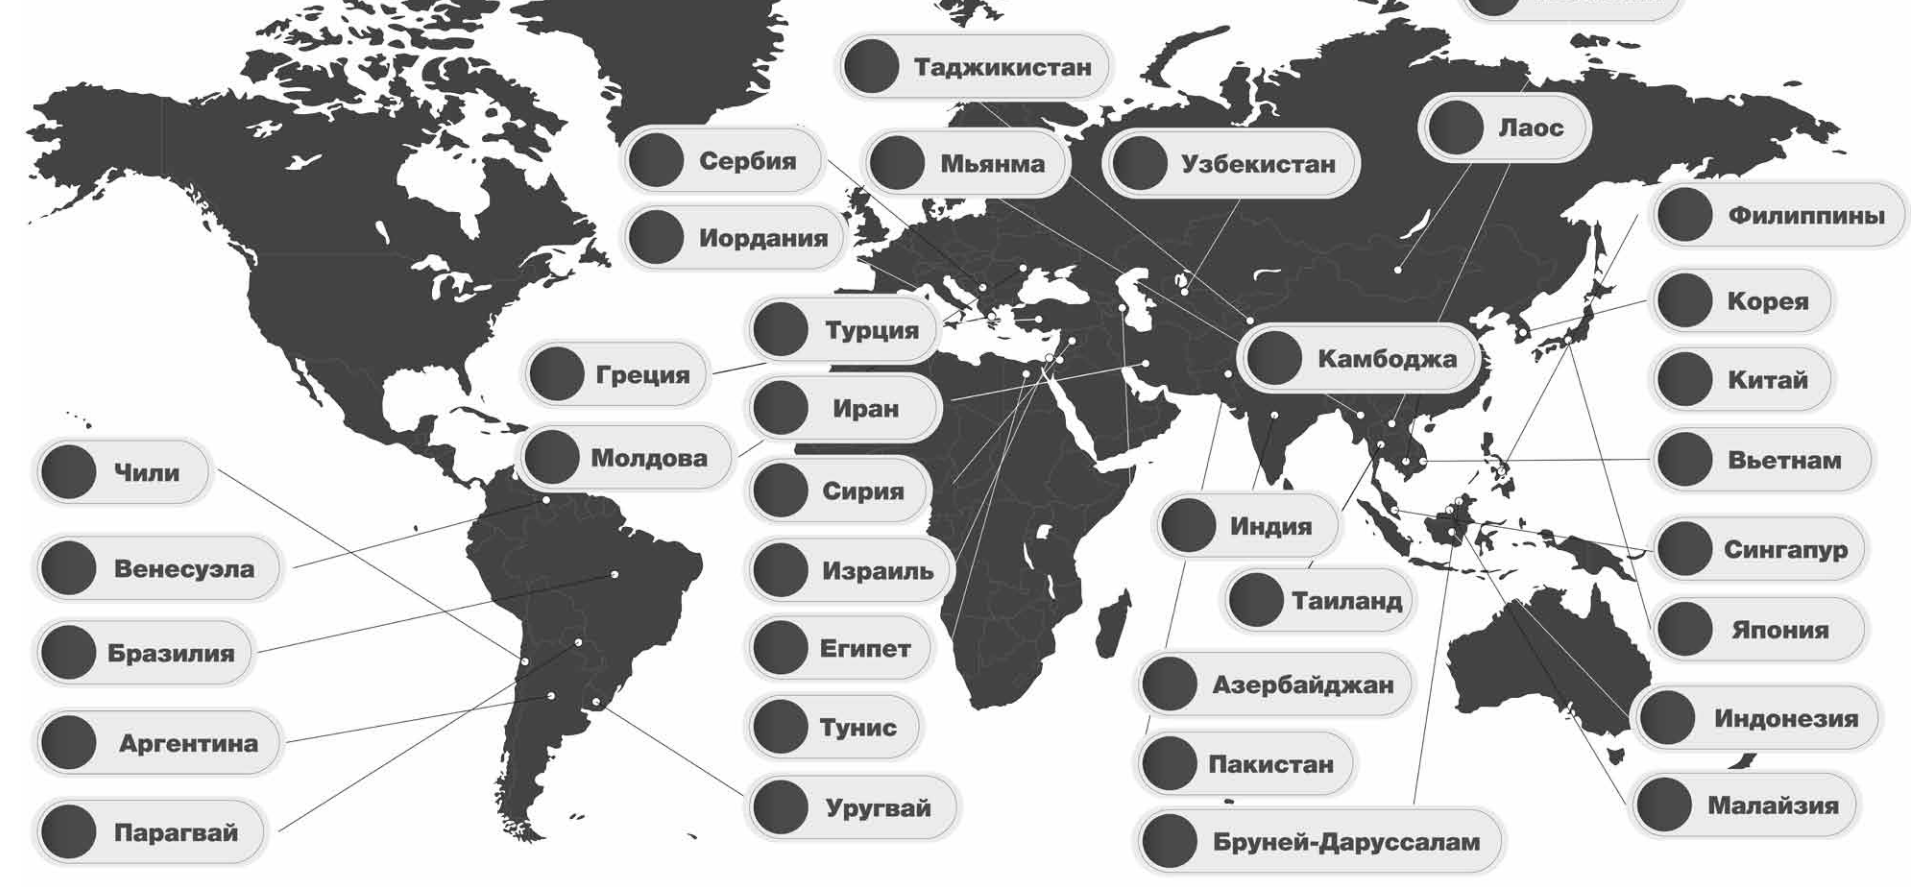 Таджикистан
Лаос
Сербия
Мьянма
Узбекистан
Филиппины
Иордания
Корея
Турция
Камбоджа
Греция
Китай
Иран
Молдова
Вьетнам
Чили
Сирия
Индия
Сингапур
Венесуэла
Израиль
Таиланд
Япония
Бразилия
Египет
Азербайджан
Индонезия
Аргентина
Тунис
Пакистан
Малайзия
Парагвай
Уругвай
Бруней-Даруссалам